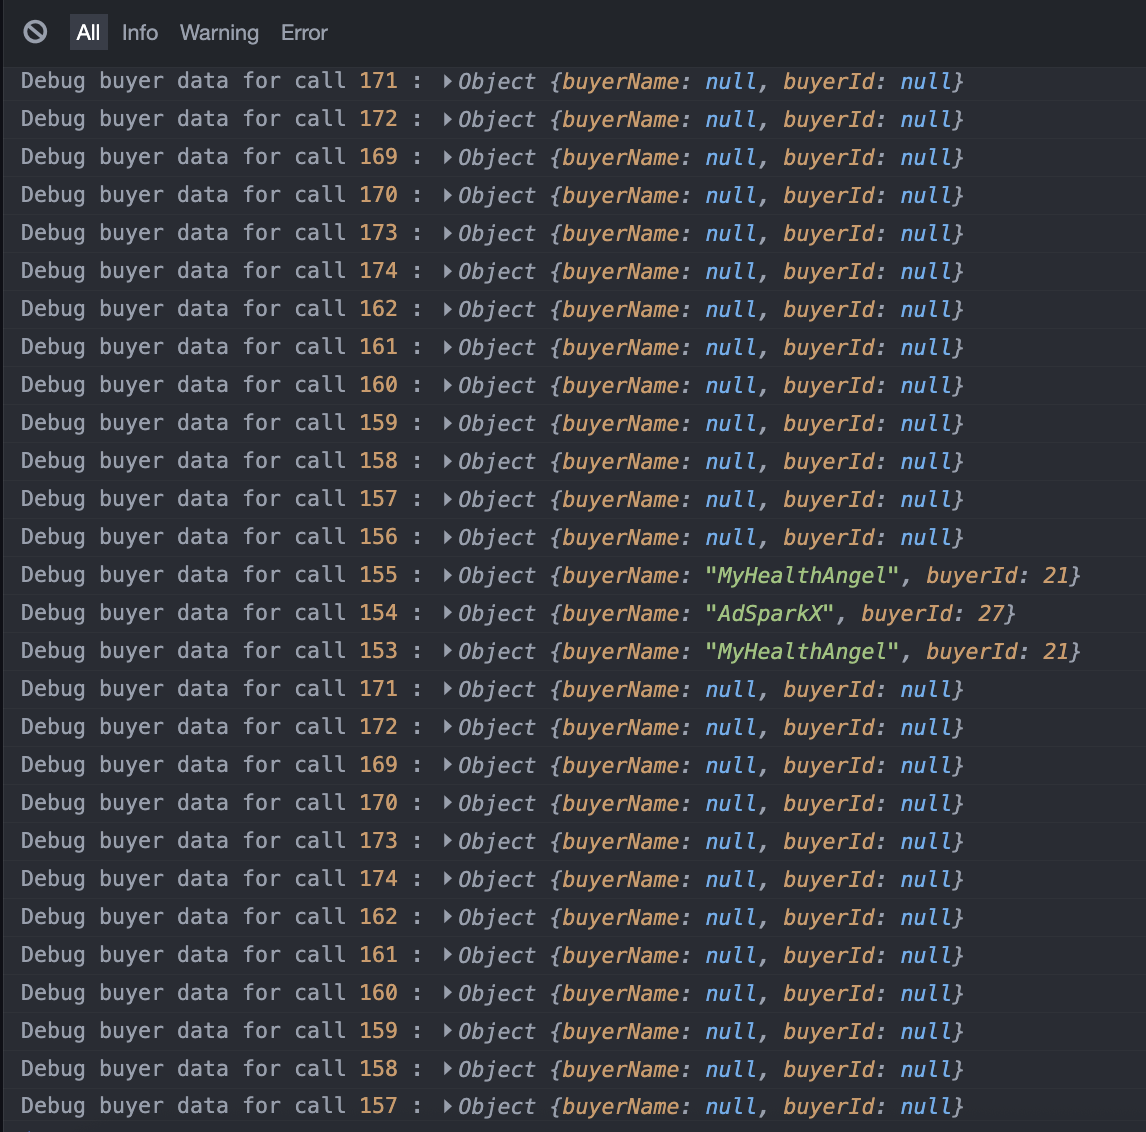 All Info Warning Error
Debug buyer data for call 171 : Object {buyerName: null, buyerId: null}
Debug buyer data for call 172 : Object {buyerName: null, buyerId: null}
Debug buyer data for call 169 : Object {buyerName: null, buyerId: null}
Debug buyer data for call 170 : Object {buyerName: null, buyerId: null}
Debug buyer data for call 173 : Object {buyerName: null, buyerId: null}
Debug buyer data for call 174 : Object {buyerName: null, buyerId: null}
Debug buyer data for call 162 : Object {buyerName: null, buyerId: null}
Debug buyer data for call 161 : Object {buyerName: null, buyerId: null}
Debug buyer data for call 160 : Object {buyerName: null, buyerId: null}
Debug buyer data for call 159 : Object {buyerName: null, buyerId: null}
Debug buyer data for call 158 : Object {buyerName: null, buyerId: null}
Debug buyer data for call 157 : Object {buyerName: null, buyerId: null}
Debug buyer data for call 156 : Object {buyerName: null, buyerId: null}
Debug buyer data for call 155 : Object {buyerName: "MyHealthAngel", buyerId: 21}
Debug buyer data for call 154 : Object {buyerName: "AdSparkX", buyerId: 27}
Debug buyer data for call 153 : Object {buyerName: "MyHealthAngel", buyerId: 21}
Debug buyer data for call 171 : Object {buyerName: null, buyerId: null}
Debug buyer data for call 172 : Object {buyerName: null, buyerId: null}
Debug buyer data for call 169 : Object {buyerName: null, buyerId: null}
Debug buyer data for call 170 : Object {buyerName: null, buyerId: null}
Debug buyer data for call 173 : Object {buyerName: null, buyerId: null}
Debug buyer data for call 174 : Object {buyerName: null, buyerId: null}
Debug buyer data for call 162 : Object {buyerName: null, buyerId: null}
Debug buyer data for call 161 : Object {buyerName: null, buyerId: null}
Debug buyer data for call 160 : Object {buyerName: null, buyerId: null}
Debug buyer data for call 159 : Object {buyerName: null, buyerId: null}
Debug buyer data for call 158 : Object {buyerName: null, buyerId: null}
Debug buyer data for call 157 : Object {buyerName: null, buyerId: null}